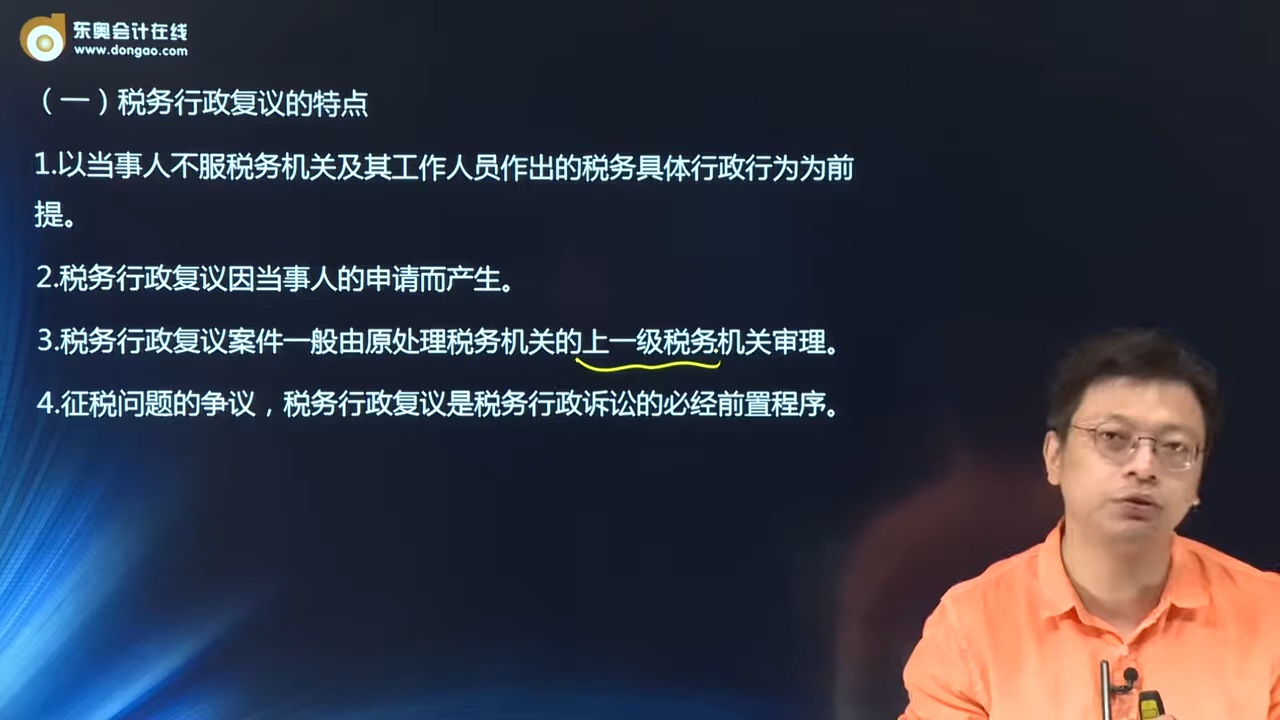 东奥会计在线
www.dongao.com
（一）税务行政复议的特点
1.以当事人不服税务机关及其工作人员作出的税务具体行政行为为前
提。
2.税务行政复议因当事人的申请而产生。
3.税务行政复议案件一般由原处理税务机关的上一级税务机关审理。
4.征税问题的争议，税务行政复议是税务行政诉讼的必经前置程序。